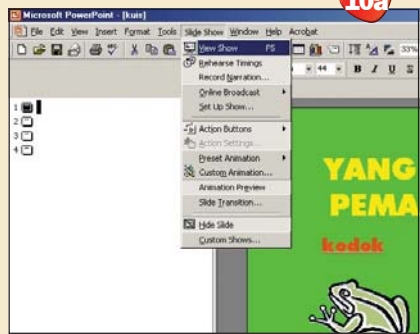 10a
Microsoft PowerPoint - [kuis]
File Edit View Insert Format Tools Slide Show Window Help Acrobat
View Show F5
Rehearse Timings
Record Narration...
Online Broadcast
Set Up Show...
Action Buttons
Action Settings...
Preset Animation
Custom Animation...
Animation Preview
Slide Transition...
Hide Slide
Custom Shows...
44
B I U S
33%
1
2
3
4
YANG
PEMA
kodok